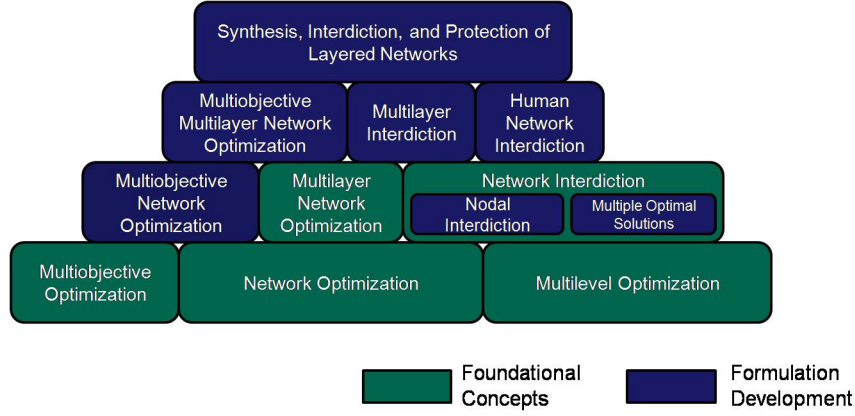 Synthesis, Interdiction, and Protection of
Layered Networks
Multiobjective
Multilayer Network
Optimization
Multilayer
Interdiction
Human
Network
Interdiction
Multiobjective
Network
Optimization
Multilayer
Network
Optimization
Network Interdiction
Nodal
Interdiction
Multiple Optimal
Solutions
Multiobjective
Optimization
Network Optimization
Multilevel Optimization
Foundational
Concepts
Formulation
Development